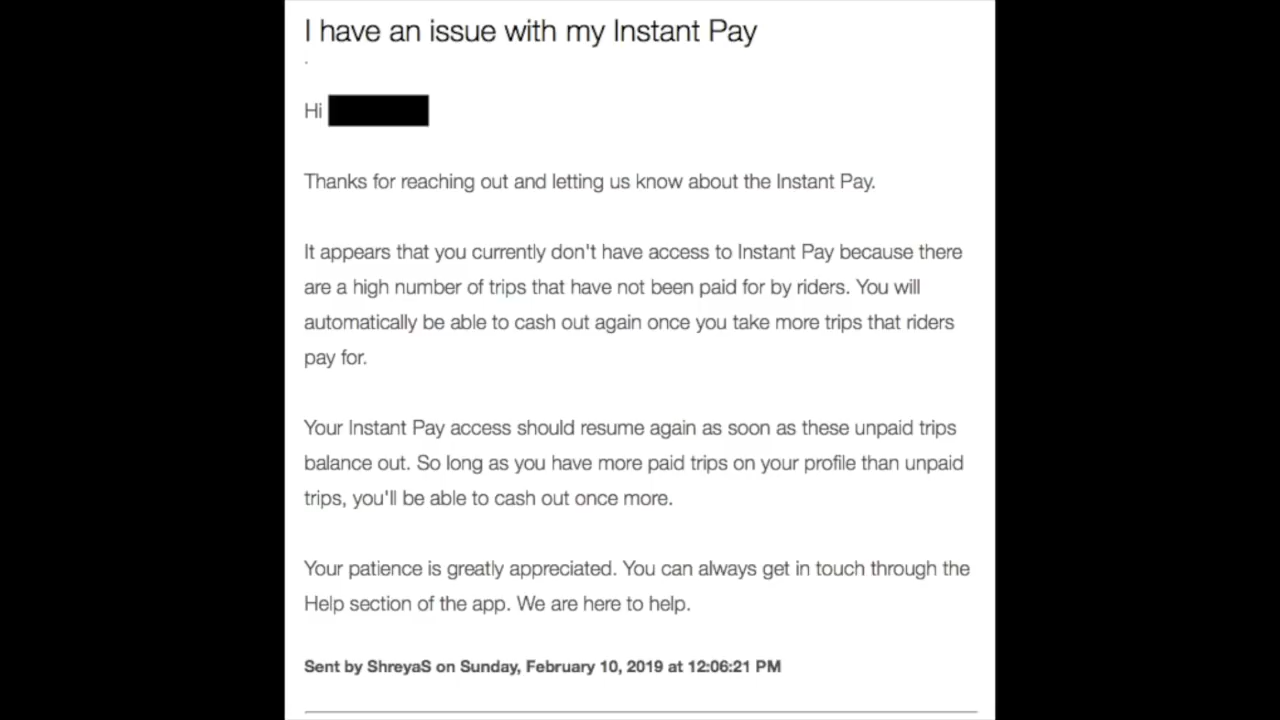 I have an issue with my Instant Pay
Hi
Thanks for reaching out and letting us know about the Instant Pay.
It appears that you currently don't have access to Instant Pay because there
are a high number of trips that have not been paid for by riders. You will
automatically be able to cash out again once you take more trips that riders
pay for.
Your Instant Pay access should resume again as soon as these unpaid trips
balance out. So long as you have more paid trips on your profile than unpaid
trips, you'll be able to cash out once more.
Your patience is greatly appreciated. You can always get in touch through the
Help section of the app. We are here to help.
Sent by ShreyaS on Sunday, February 10, 2019 at 12:06:21 PM